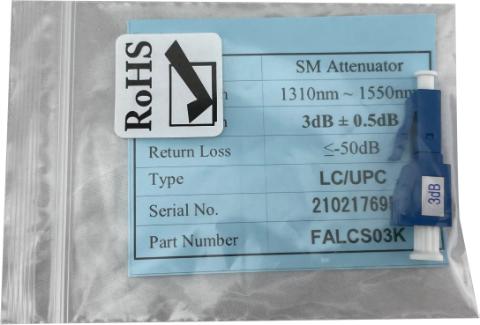 RoHS
SM Attenuator
1310nm ~ 1550nm
3dB ± 0.5dB
Return Loss ≤-50dB
Type LC/UPC
Serial No.
Part Number FALCS03K
3dB